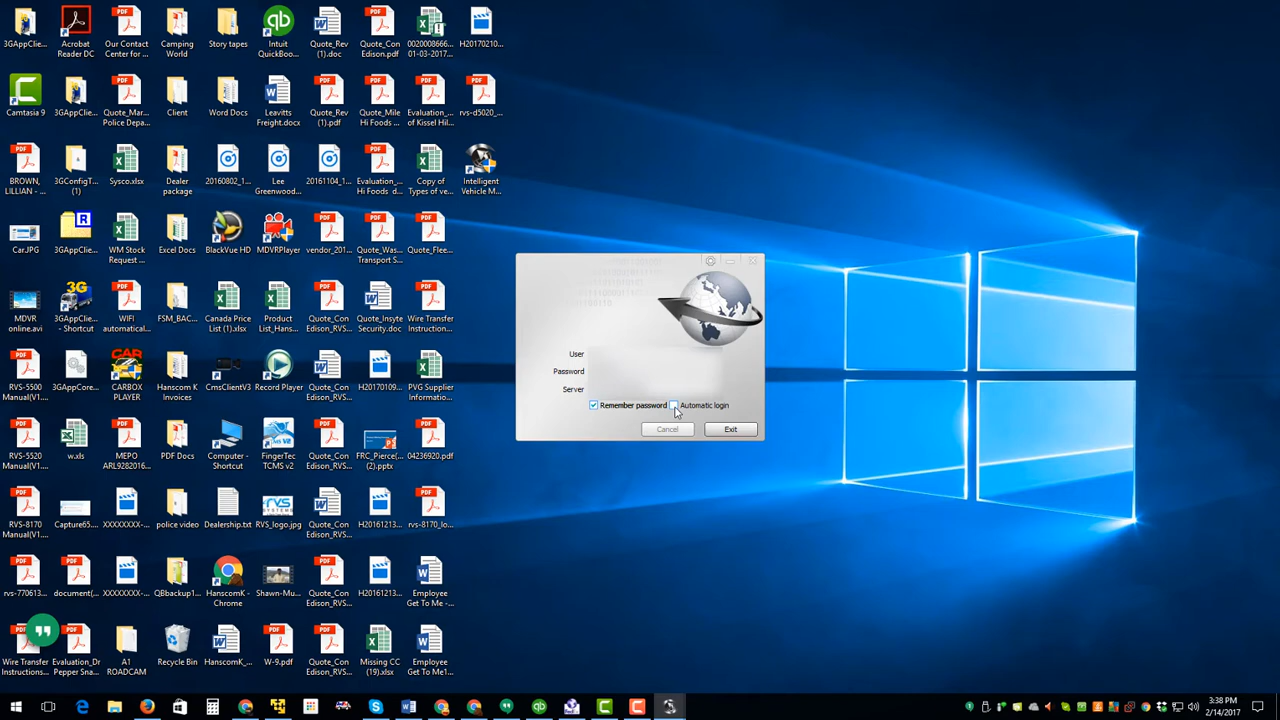 3GAppClie...
Acrobat
Reader DC
Our Contact
Center for ...
Camping
World
Story tapes
Intuit
QuickBoo...
Quote_Rev
(1).doc
Quote_Con
Edison.pdf
0020008666...
01-03-2017...
H20170210...
Camtasia 9
3GAppClie...
Quote_Mar...
Police Depa...
Client
Word Docs
Leavitts
Freight.docx
Quote_Rev
(1).pdf
Quote_Mile
Hi Foods ...
Evaluation_...
of Kissel Hil...
rvs-d5020_...
BROWN,
LILLIAN - ...
3GConfigT...
(1)
Sysco.xlsx
Dealer
package
20160802_1...
Lee
Greenwood...
20161104_1...
Evaluation_...
Hi Foods d...
Copy of
Types of ve...
Intelligent
Vehicle M...
Car.JPG
3GAppClie...
WM Stock
Request ...
Excel Docs
BlackVue HD
MDVRPlayer
vendor_201...
Quote_Was...
Transport S...
Quote_Flee...
MDVR
online.avi
3GAppClie...
- Shortcut
WIFI
automatical...
FSM_BAC...
Canada Price
List (1).xlsx
Product
List_Hans...
Quote_Con
Edison_RVS...
Quote_Insyte
Security.doc
Wire Transfer
Instruction...
RVS-5500
Manual(V1...
3GAppCore...
CARBOX
PLAYER
Hanscom K
Invoices
CmsClientV3
Record Player
Quote_Con
Edison_RVS...
H20170109...
PVG Supplier
Informatio...
RVS-5520
Manual(V1...
w.xls
MEPO
ARL9282016...
PDF Docs
Computer -
Shortcut
FingerTec
TCMS v2
Quote_Con
Edison_RVS...
FRC_Pierce(...
(2).pptx
04236920.pdf
RVS-8170
Manual(V1...
Capture65...
XXXXXXXX-...
police video
Dealership.txt
RVS_logo.jpg
Quote_Con
Edison_RVS...
H20161213...
rvs-8170_lo...
rvs-770613...
document(...
XXXXXXXX-...
QBbackup1...
HanscomK
- Chrome
Shawn-Mu...
Quote_Con
Edison_RVS...
H20161213...
Employee
Get To Me -...
Wire Transfer
Instructions...
Evaluation_Dr
Pepper Sna...
A1
ROADCAM
Recycle Bin
HanscomK_...
W-9.pdf
Quote_Con
Edison_RVS...
Missing CC
(19).xlsx
Employee
Get To Me1...
User
Password
Server
Remember password Automatic login
Cancel Exit
3:38 PM
2/14/2017